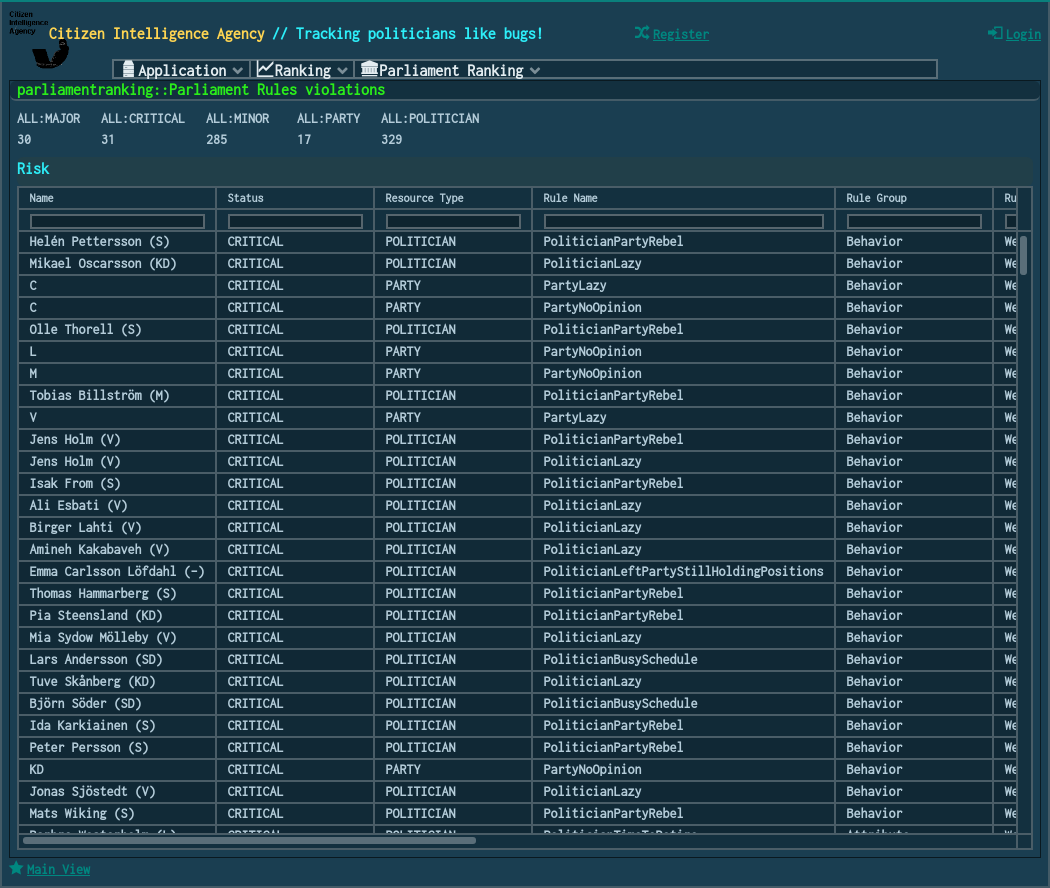 Citizen
Intelligence
Agency
Citizen Intelligence Agency // Tracking politicians like bugs!
Register
Login
Application Ranking Parliament Ranking
parliamentranking::Parliament Rules violations
ALL:MAJOR ALL:CRITICAL ALL:MINOR ALL:PARTY ALL:POLITICIAN
30 31 285 17 329
Risk
Name Status Resource Type Rule Name Rule Group Ru
Helén Pettersson (S) CRITICAL POLITICIAN PoliticianPartyRebel Behavior We
Mikael Oscarsson (KD) CRITICAL POLITICIAN PoliticianLazy Behavior We
C CRITICAL PARTY PartyLazy Behavior We
C CRITICAL PARTY PartyNoOpinion Behavior We
Olle Thorell (S) CRITICAL POLITICIAN PoliticianPartyRebel Behavior We
L CRITICAL PARTY PartyNoOpinion Behavior We
M CRITICAL PARTY PartyNoOpinion Behavior We
Tobias Billström (M) CRITICAL POLITICIAN PoliticianPartyRebel Behavior We
V CRITICAL PARTY PartyLazy Behavior We
Jens Holm (V) CRITICAL POLITICIAN PoliticianPartyRebel Behavior We
Jens Holm (V) CRITICAL POLITICIAN PoliticianLazy Behavior We
Isak From (S) CRITICAL POLITICIAN PoliticianPartyRebel Behavior We
Ali Esbati (V) CRITICAL POLITICIAN PoliticianLazy Behavior We
Birger Lahti (V) CRITICAL POLITICIAN PoliticianLazy Behavior We
Amineh Kakabaveh (V) CRITICAL POLITICIAN PoliticianLazy Behavior We
Emma Carlsson Löfdahl (-) CRITICAL POLITICIAN PoliticianLeftPartyStillHoldingPositions Behavior We
Thomas Hammarberg (S) CRITICAL POLITICIAN PoliticianPartyRebel Behavior We
Pia Steensland (KD) CRITICAL POLITICIAN PoliticianPartyRebel Behavior We
Mia Sydow Mölleby (V) CRITICAL POLITICIAN PoliticianLazy Behavior We
Lars Andersson (SD) CRITICAL POLITICIAN PoliticianBusySchedule Behavior We
Tuve Skånberg (KD) CRITICAL POLITICIAN PoliticianLazy Behavior We
Björn Söder (SD) CRITICAL POLITICIAN PoliticianBusySchedule Behavior We
Ida Karkiainen (S) CRITICAL POLITICIAN PoliticianPartyRebel Behavior We
Peter Persson (S) CRITICAL POLITICIAN PoliticianPartyRebel Behavior We
KD CRITICAL PARTY PartyNoOpinion Behavior We
Jonas Sjöstedt (V) CRITICAL POLITICIAN PoliticianLazy Behavior We
Mats Wiking (S) CRITICAL POLITICIAN PoliticianPartyRebel Behavior We
Main View